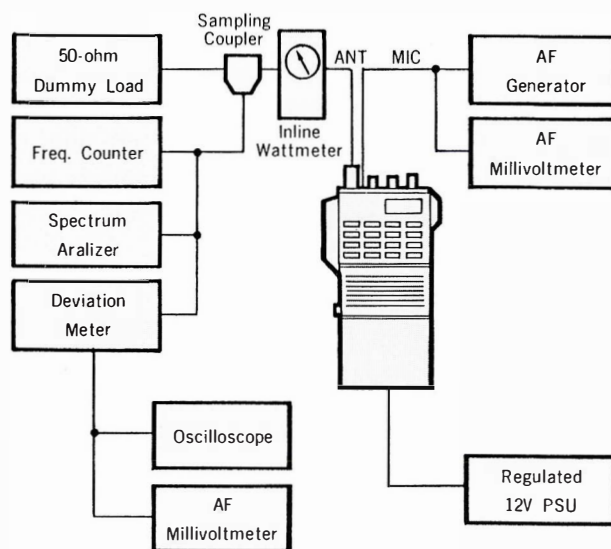 Sampling
Coupler
50-ohm
Dummy Load
ANT
MIC
AF
Generator
Inline
Wattmeter
Freq. Counter
AF
Millivoltmeter
Spectrum
Aralizer
Deviation
Meter
Oscilloscope
AF
Millivoltmeter
Regulated
12V PSU